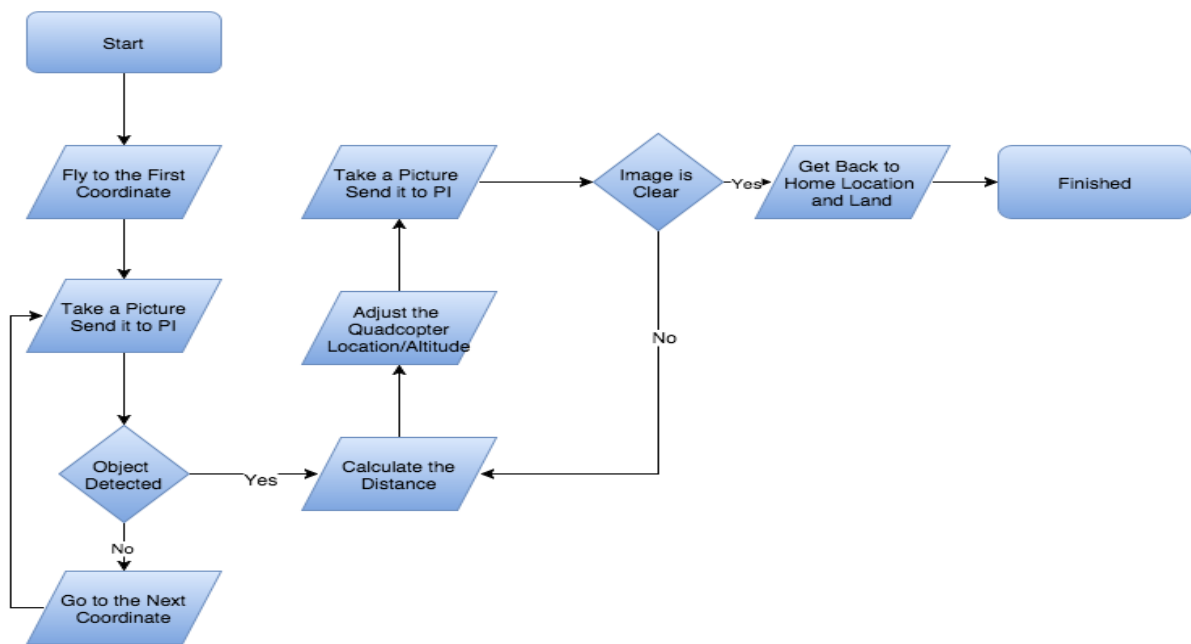 Start
Fly to the First
Coordinate
Take a Picture
Send it to PI
Object
Detected
No
Go to the Next
Coordinate
Yes
Calculate the
Distance
Adjust the
Quadcopter
Location/Altitude
Take a Picture
Send it to PI
Image is
Clear
No
Yes
Get Back to
Home Location
and Land
Finished